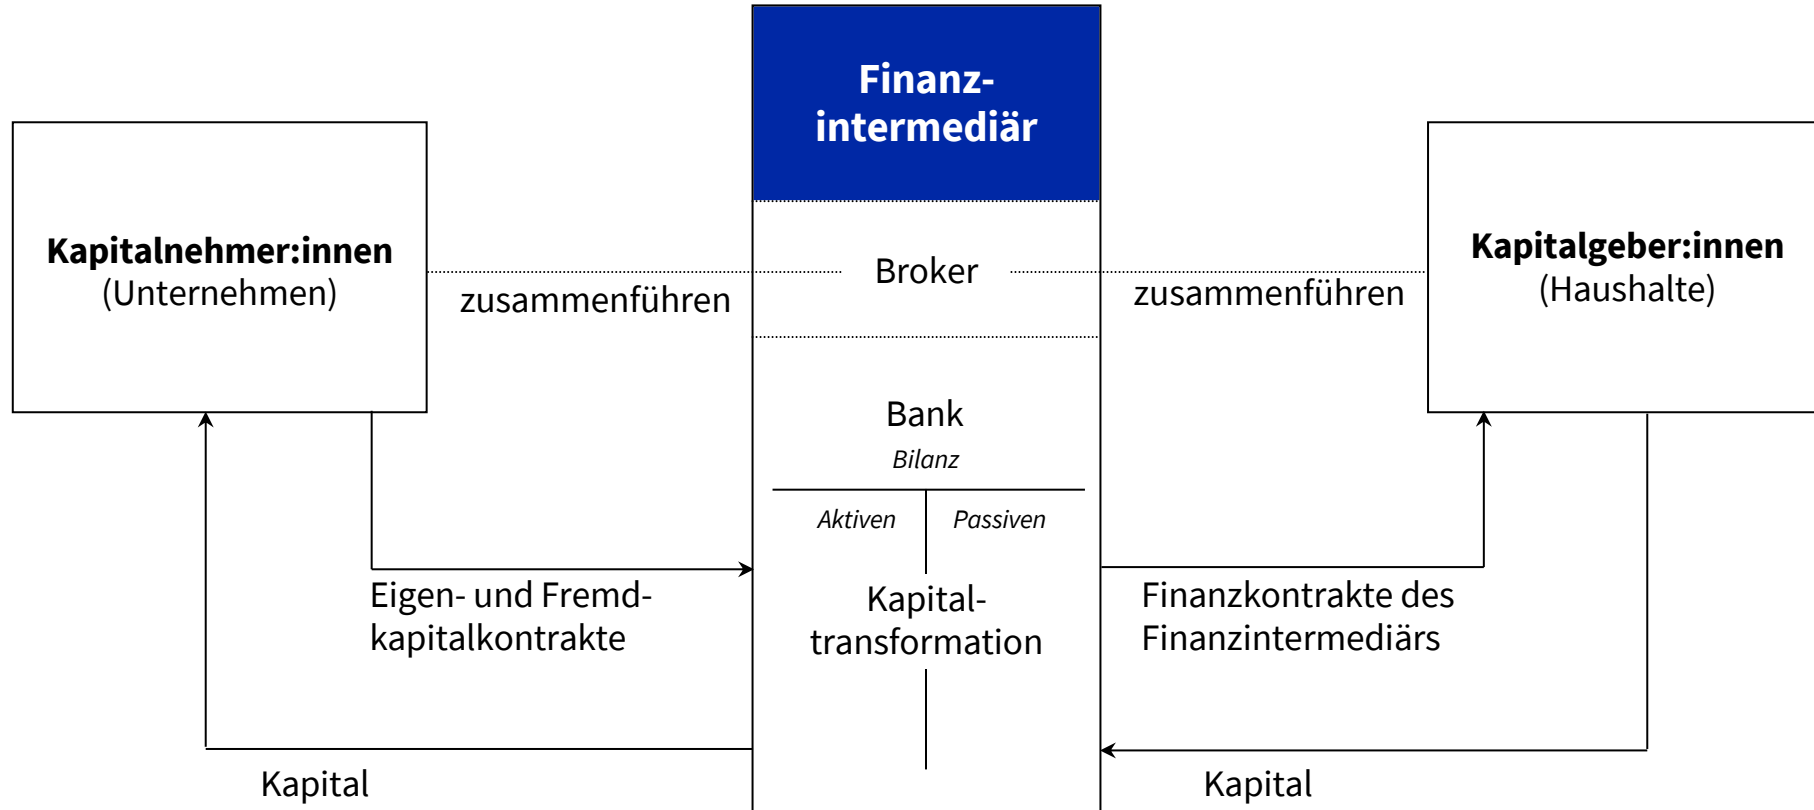 Finanz-
intermediär
Kapitalnehmer:innen
(Unternehmen)
zusammenführen
Broker
zusammenführen
Kapitalgeber:innen
(Haushalte)
Bank
Bilanz
Aktiven
Passiven
Eigen- und Fremd-
kapitalkontrakte
Kapital-
transformation
Finanzkontrakte des
Finanzintermediärs
Kapital
Kapital